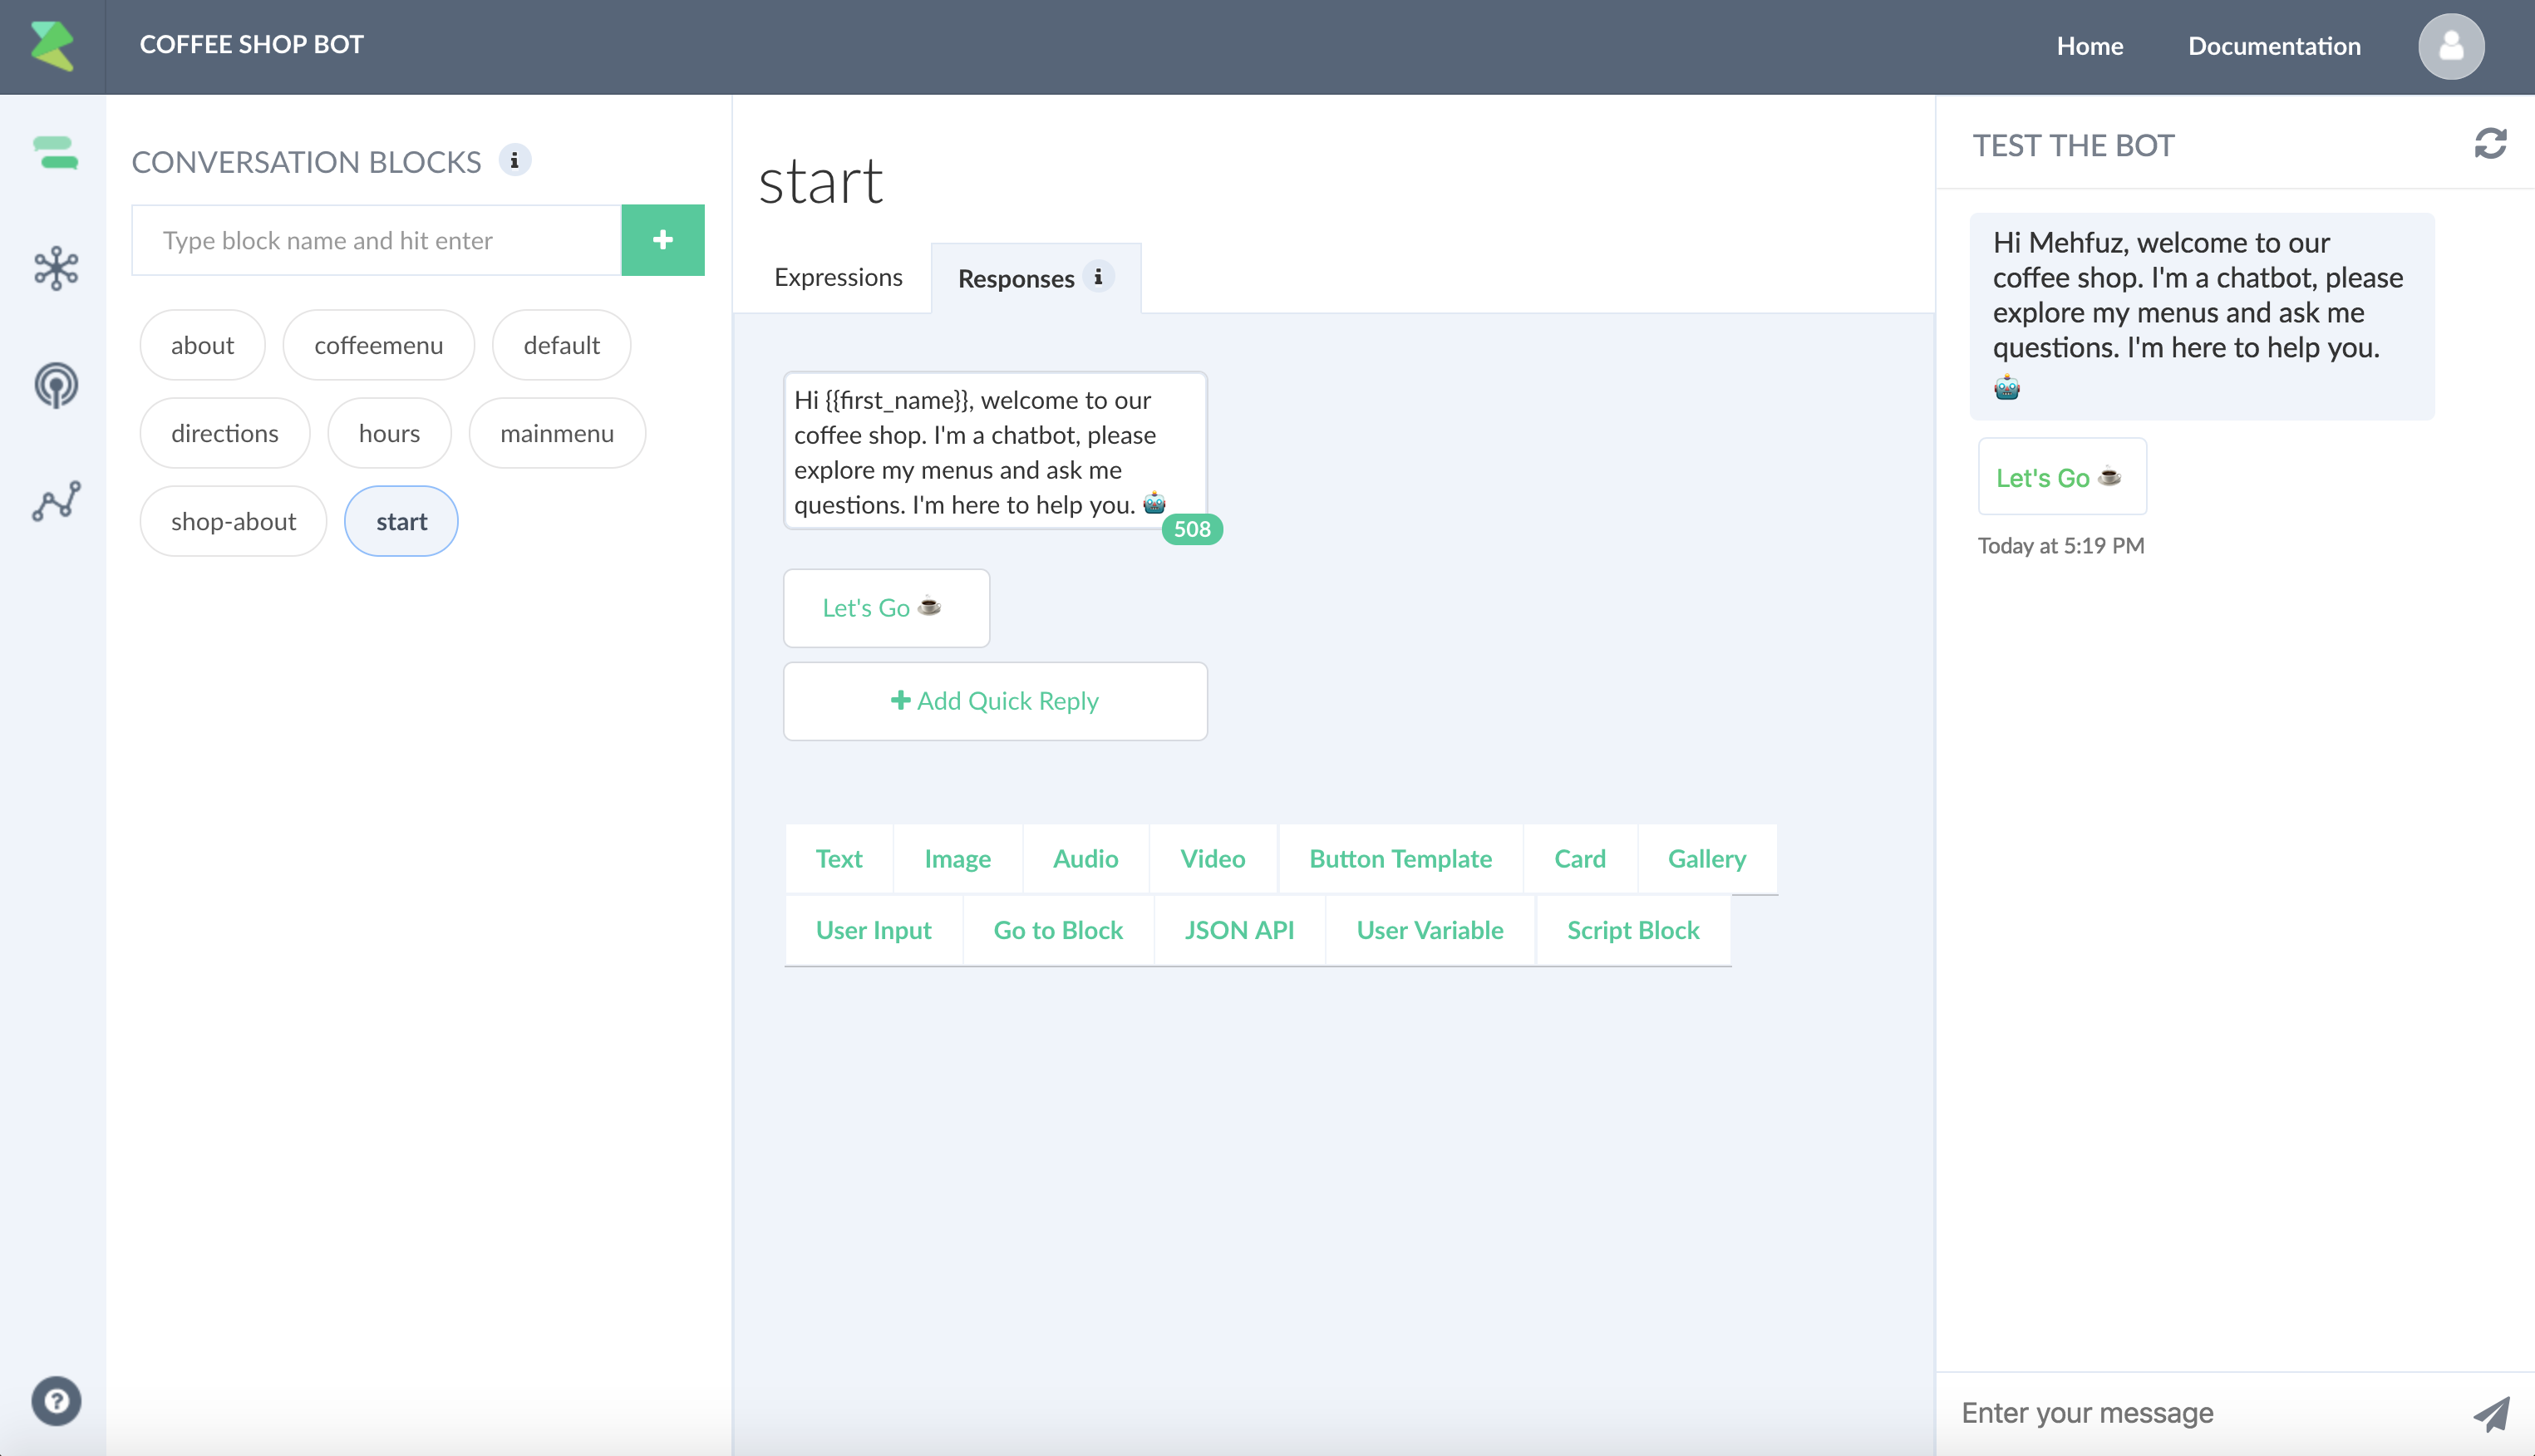 COFFEE SHOP BOT
Home
Documentation
CONVERSATION BLOCKS
Type block name and hit enter
about
coffeemenu
default
directions
hours
mainmenu
shop-about
start
start
Expressions
Responses
Hi {{first_name}}, welcome to our
coffee shop. I'm a chatbot, please
explore my menus and ask me
questions. I'm here to help you. 🤖
508
Let's Go ☕
Add Quick Reply
Text
Image
Audio
Video
Button Template
Card
Gallery
User Input
Go to Block
JSON API
User Variable
Script Block
TEST THE BOT
Hi Mehfuz, welcome to our
coffee shop. I'm a chatbot, please
explore my menus and ask me
questions. I'm here to help you.
🤖
Let's Go ☕
Today at 5:19 PM
Enter your message